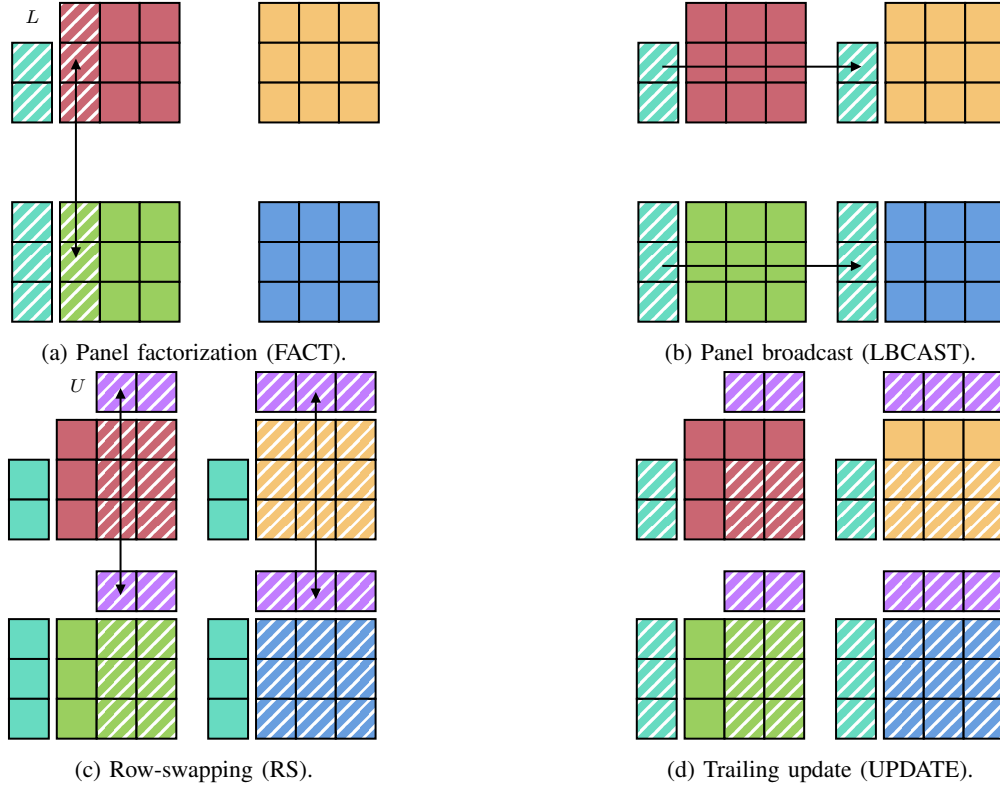 L
(a) Panel factorization (FACT).
(b) Panel broadcast (LBCAST).
U
(c) Row-swapping (RS).
(d) Trailing update (UPDATE).